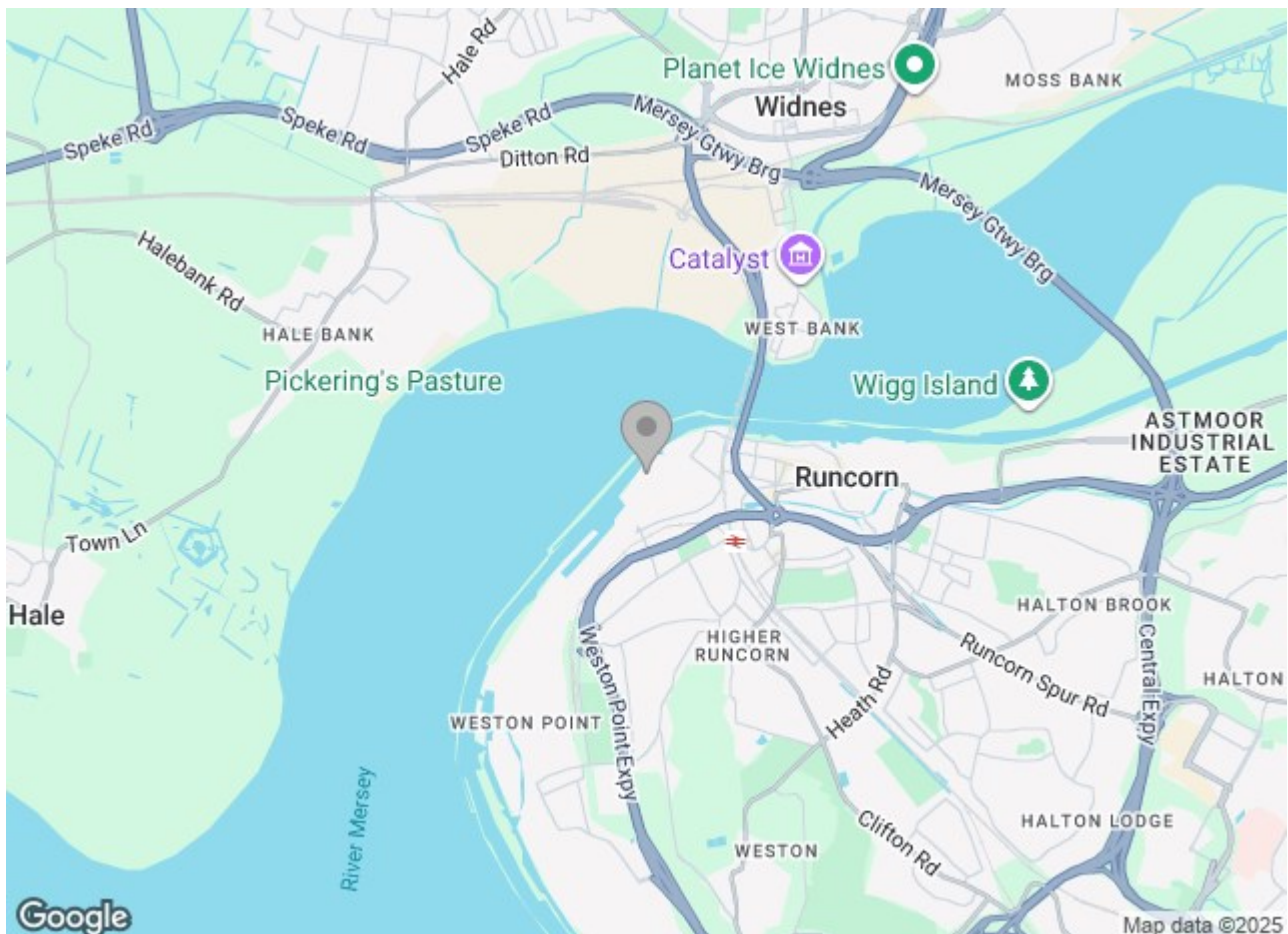 Hale Rd
Planet Ice Widnes
Widnes
MOSS BANK
Speke Rd
Speke Rd
Speke Rd
Mersey Gtwy Brg
Ditton Rd
Mersey Gtwy Brg
Halebank Rd
Catalyst
HALE BANK
WEST BANK
Pickering's Pasture
Wigg Island
ASTMOOR
INDUSTRIAL
ESTATE
Runcorn
Town Ln
Hale
HALTON BROOK
HIGHER
RUNCORN
Runcorn Spur Rd
Central Expy
HALTON
Weston Point Expy
Heath Rd
WESTON POINT
River Mersey
Clifton Rd
HALTON LODGE
WESTON
Google
Map data ©2025